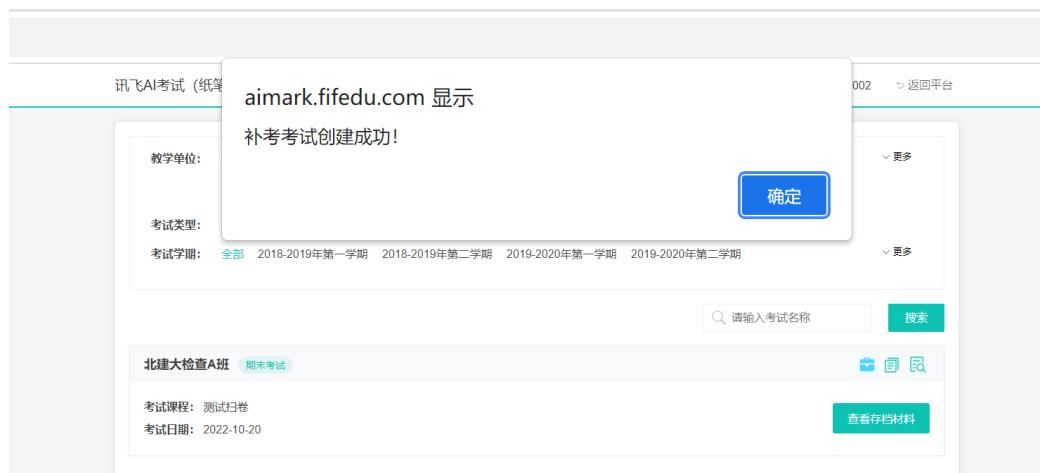 讯飞AI考试（纸笔
002 返回平台
aimark.fifedu.com 显示
补考考试创建成功！
确定
教学单位：
更多
考试类型：
考试学期： 全部 2018-2019年第一学期 2018-2019年第二学期 2019-2020年第一学期 2019-2020年第二学期 更多
请输入考试名称 搜索
北建大检查A班 期末考试
考试课程： 测试扫卷
考试日期： 2022-10-20
查看存档材料